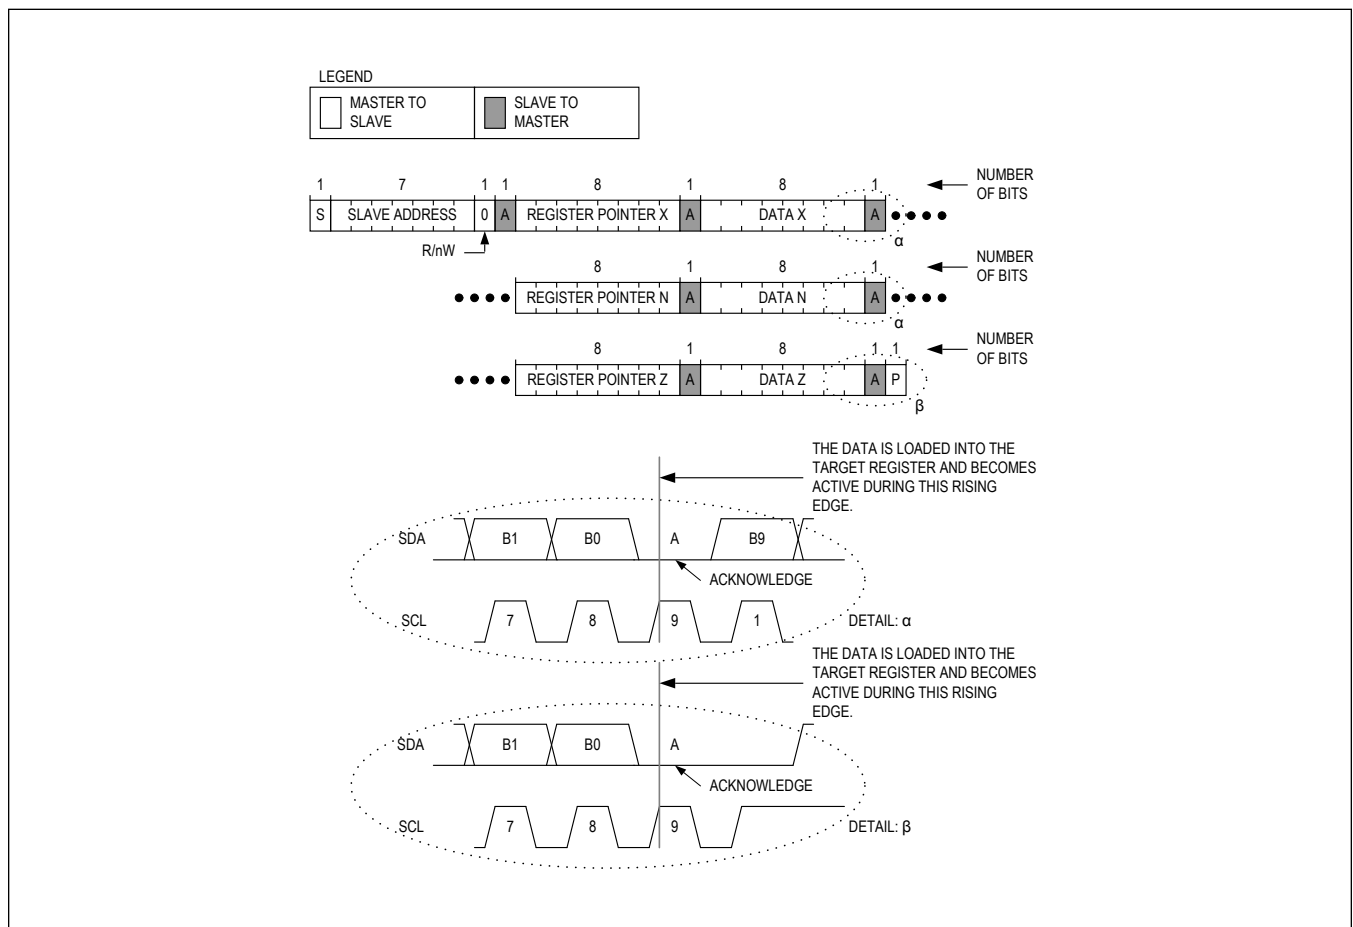 LEGEND
MASTER TO
SLAVE
SLAVE TO
MASTER
1 7 1 1 8 1 8 1
NUMBER
OF BITS
S SLAVE ADDRESS 0 A REGISTER POINTER X A DATA X A
α
R/nW
8 1 8 1
NUMBER
OF BITS
REGISTER POINTER N A DATA N A
α
8 1 8 1 1
NUMBER
OF BITS
REGISTER POINTER Z A DATA Z A P
β
THE DATA IS LOADED INTO THE
TARGET REGISTER AND BECOMES
ACTIVE DURING THIS RISING
EDGE.
SDA B1 B0 A B9
ACKNOWLEDGE
SCL 7 8 9 1 DETAIL: α
THE DATA IS LOADED INTO THE
TARGET REGISTER AND BECOMES
ACTIVE DURING THIS RISING
EDGE.
SDA B1 B0 A
ACKNOWLEDGE
SCL 7 8 9 DETAIL: β